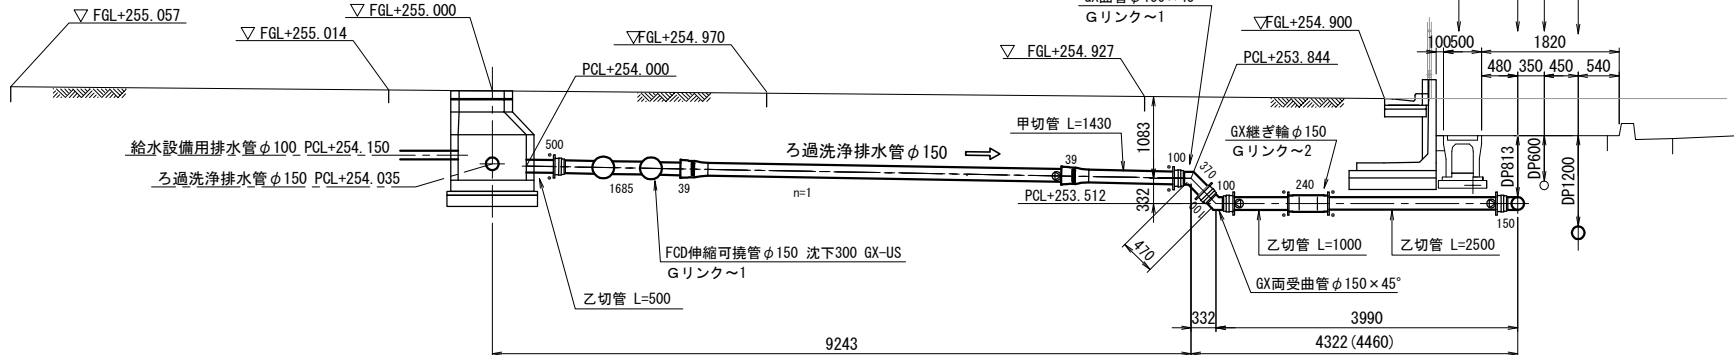 ▽ FGL+255.057
▽ FGL+255.014
▽ FGL+255.000
PCL+254.000
▽FGL+254.970
▽ FGL+254.927
Gリンク～1
▽FGL+254.900
PCL+253.844
100
500
1820
480
350
450
540
給水設備用排水管φ100 PCL+254.150
ろ過洗浄排水管φ150 PCL+254.035
500
1685
39
ろ過洗浄排水管φ150
n=1
甲切管 L=1430
39
1083
100
370
332
PCL+253.512
100
100
240
GX継ぎ輪φ150
Gリンク～2
DP813
DP600
DP1200
150
470
乙切管 L=1000
乙切管 L=2500
GX両受曲管φ150×45°
FCD伸縮可撓管φ150 沈下300 GX-US
Gリンク～1
乙切管 L=500
332
3990
9243
4322(4460)